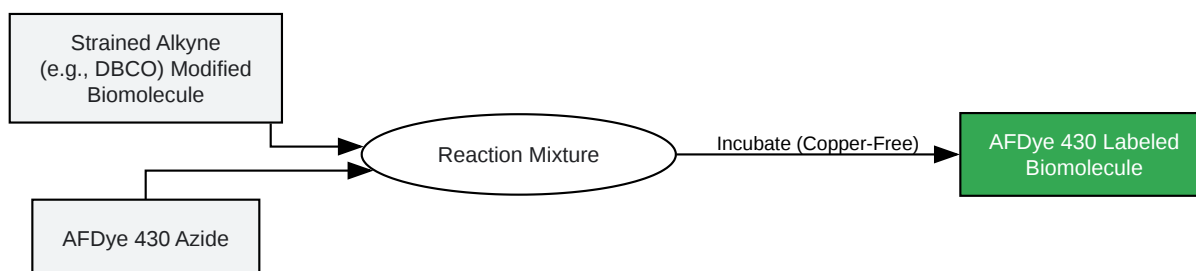 Strained Alkyne
(e.g., DBCO) Modified
Biomolecule
AFDye 430 Azide
Reaction Mixture
Incubate (Copper-Free)
AFDye 430 Labeled
Biomolecule